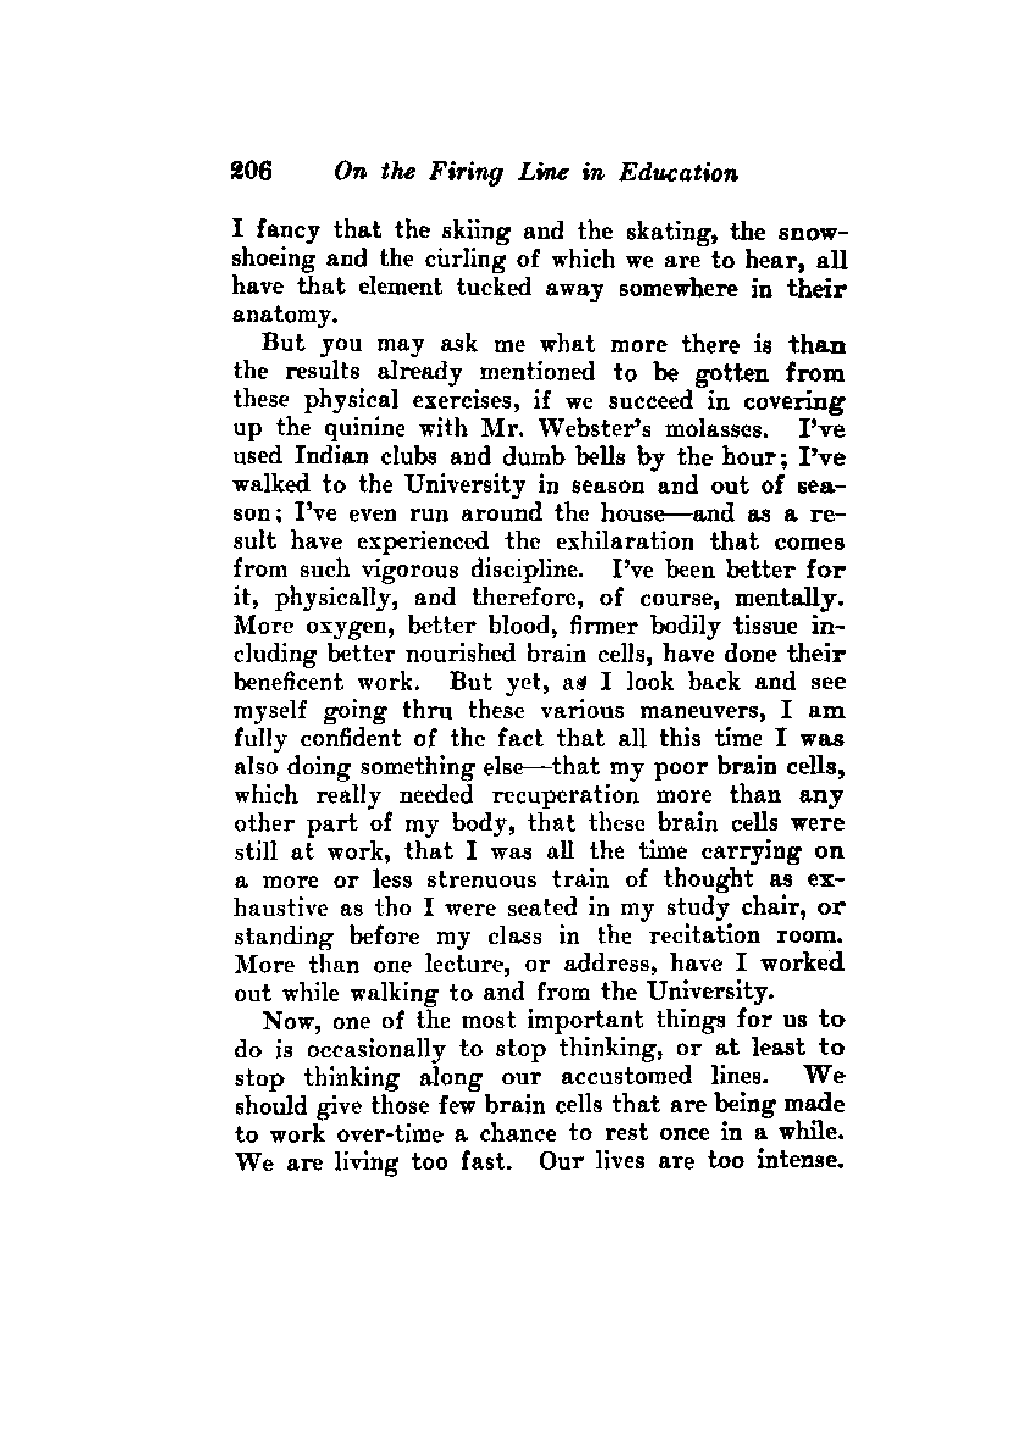 206 On the Firing Line in Education
I fancy that the skiing and the skating, the snow-
shoeing and the curling of which we are to hear, all
have that element tucked away somewhere in their
anatomy.
But you may ask me what more there is than
the results already mentioned to be gotten from
these physical exercises, if we succeed in covering
up the quinine with Mr. Webster's molasses. I've
used Indian clubs and dumb bells by the hour; I've
walked to the University in season and out of sea-
son; I've even run around the house—and as a re-
sult have experienced the exhilaration that comes
from such vigorous discipline. I've been better for
it, physically, and therefore, of course, mentally.
More oxygen, better blood, firmer bodily tissue in-
cluding better nourished brain cells, have done their
beneficent work. But yet, as I look back and see
myself going thru these various maneuvers, I am
fully confident of the fact that all this time I was
also doing something else—that my poor brain cells,
which really needed recuperation more than any
other part of my body, that these brain cells were
still at work, that I was all the time carrying on
a more or less strenuous train of thought as ex-
haustive as tho I were seated in my study chair, or
standing before my class in the recitation room.
More than one lecture, or address, have I worked
out while walking to and from the University.
Now, one of the most important things for us to
do is occasionally to stop thinking, or at least to
stop thinking along our accustomed lines. We
should give those few brain cells that are being made
to work over-time a chance to rest once in a while.
We are living too fast. Our lives are too intense.